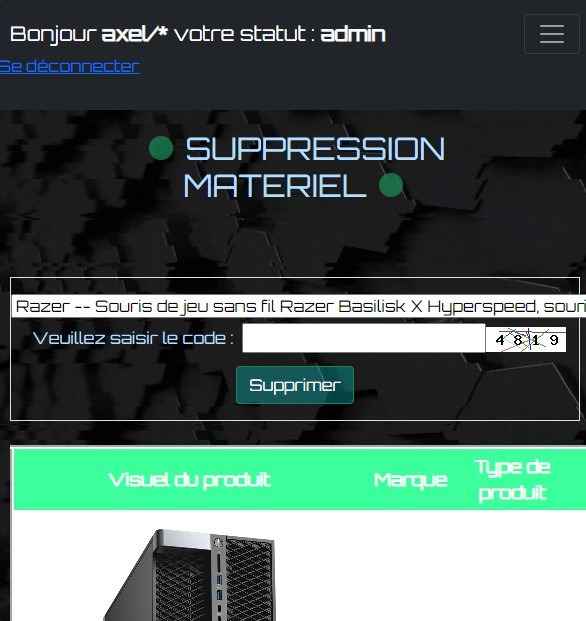 Bonjour axel/* votre statut : admin
Se déconnecter
SUPPRESSION
MATERIEL
Razer -- Souris de jeu sans fil Razer Basilisk X Hyperspeed, souri
Veuillez saisir le code :
4 8 1 9
Supprimer
Visuel du produit Marque Type de
produit